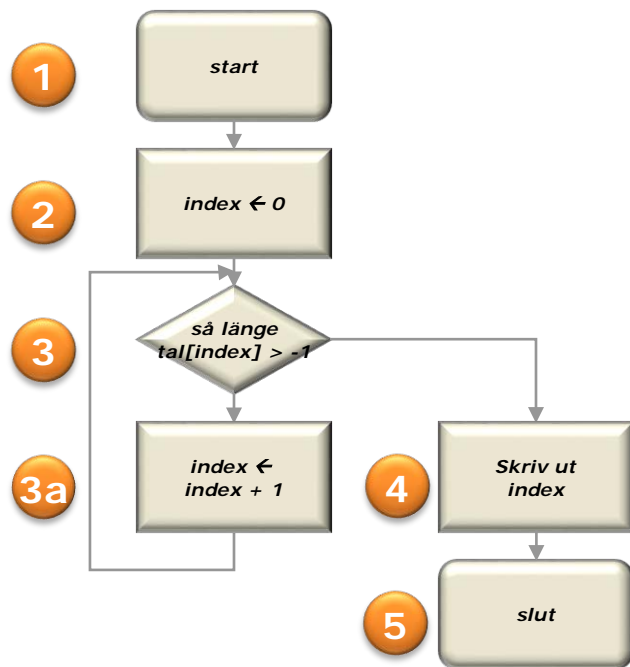 1
start
2
index ← 0
3
så länge
tal[index] > -1
3a
index ←
index + 1
4
Skriv ut
index
5
slut